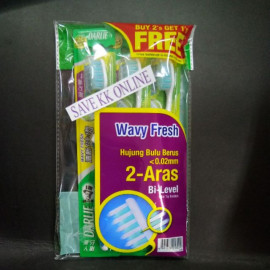 BUY 2's GET 1's
FREE
DARLIE
SAVE KK ONLINE
Wavy Fresh
Hujung Bulu Berus
<0.02mm
2-Aras
Bi-Level
DARLIE